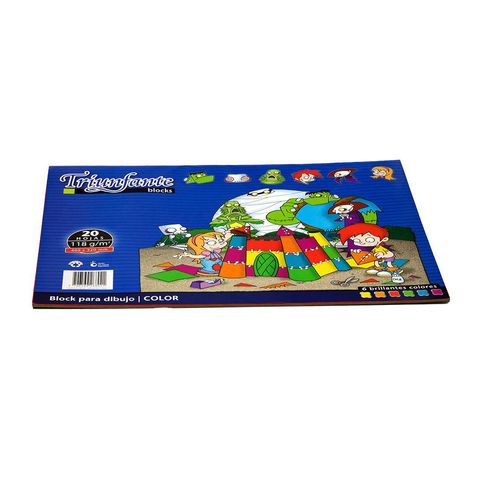 Triunfante
blocks
20
HOJAS
118 g/m²
Block para dibujo | COLOR
6 brillantes colores